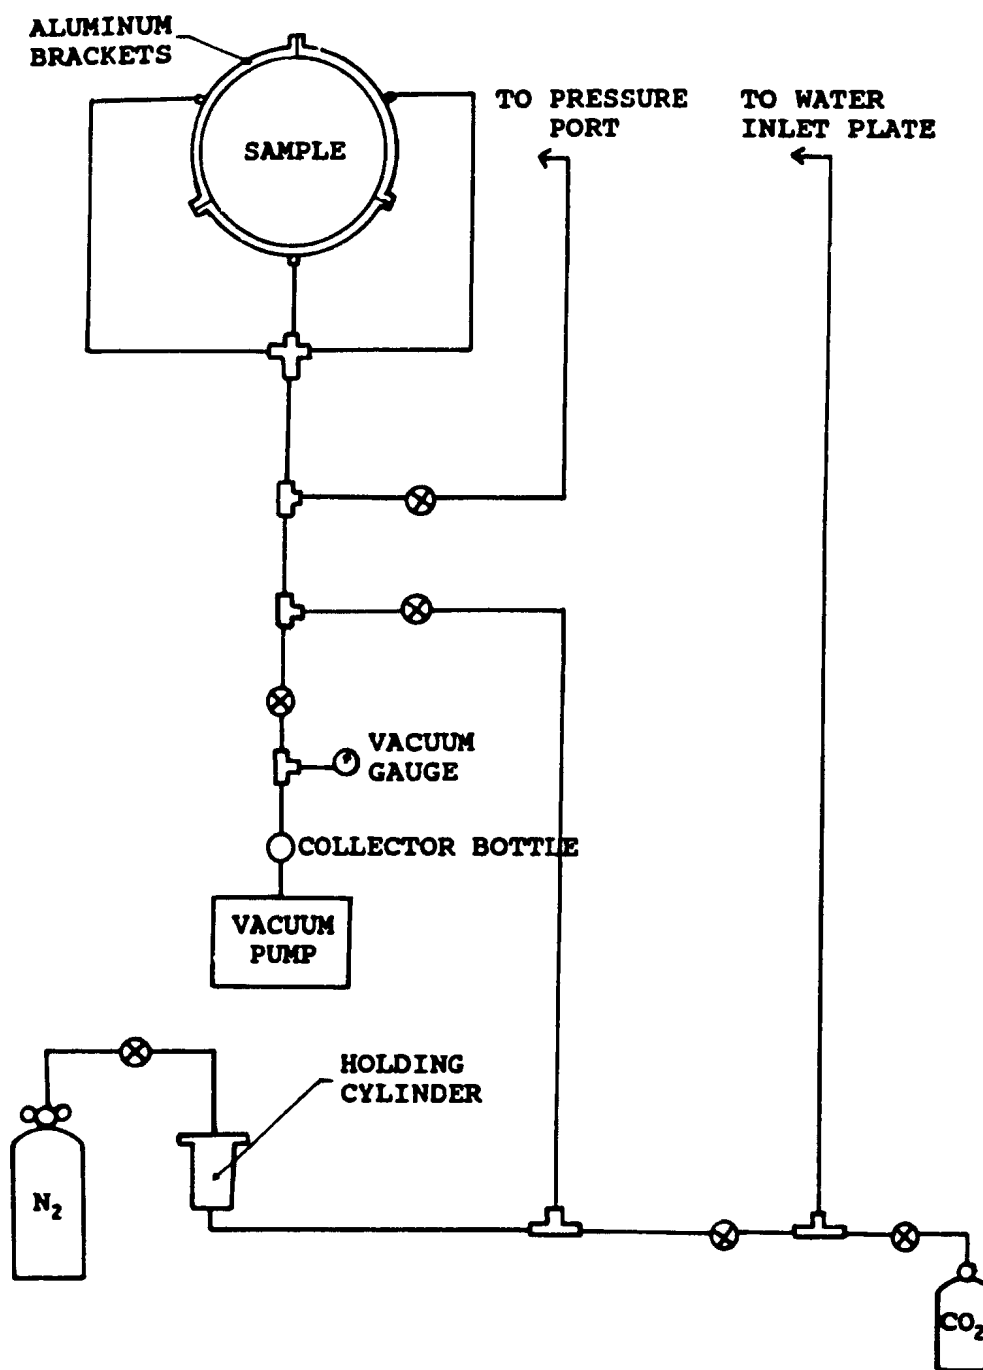 ALUMINUM
BRACKETS
SAMPLE
TO PRESSURE
PORT
TO WATER
INLET PLATE
VACUUM
GAUGE
COLLECTOR BOTTLE
VACUUM
PUMP
HOLDING
CYLINDER
N₂
CO₂